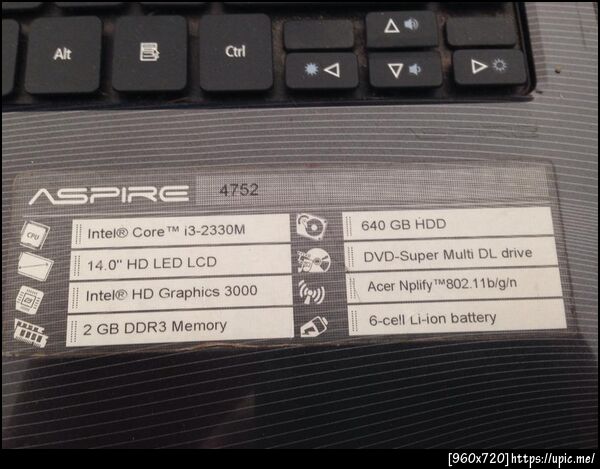 Alt
Ctrl
ASPIRE 4752
CPU
Intel® Core™ i3-2330M
14.0" HD LED LCD
Intel® HD Graphics 3000
2 GB DDR3 Memory
640 GB HDD
DVD-Super Multi DL drive
Acer Nplify™802.11b/g/n
6-cell Li-ion battery
[960x720]https://upic.me/